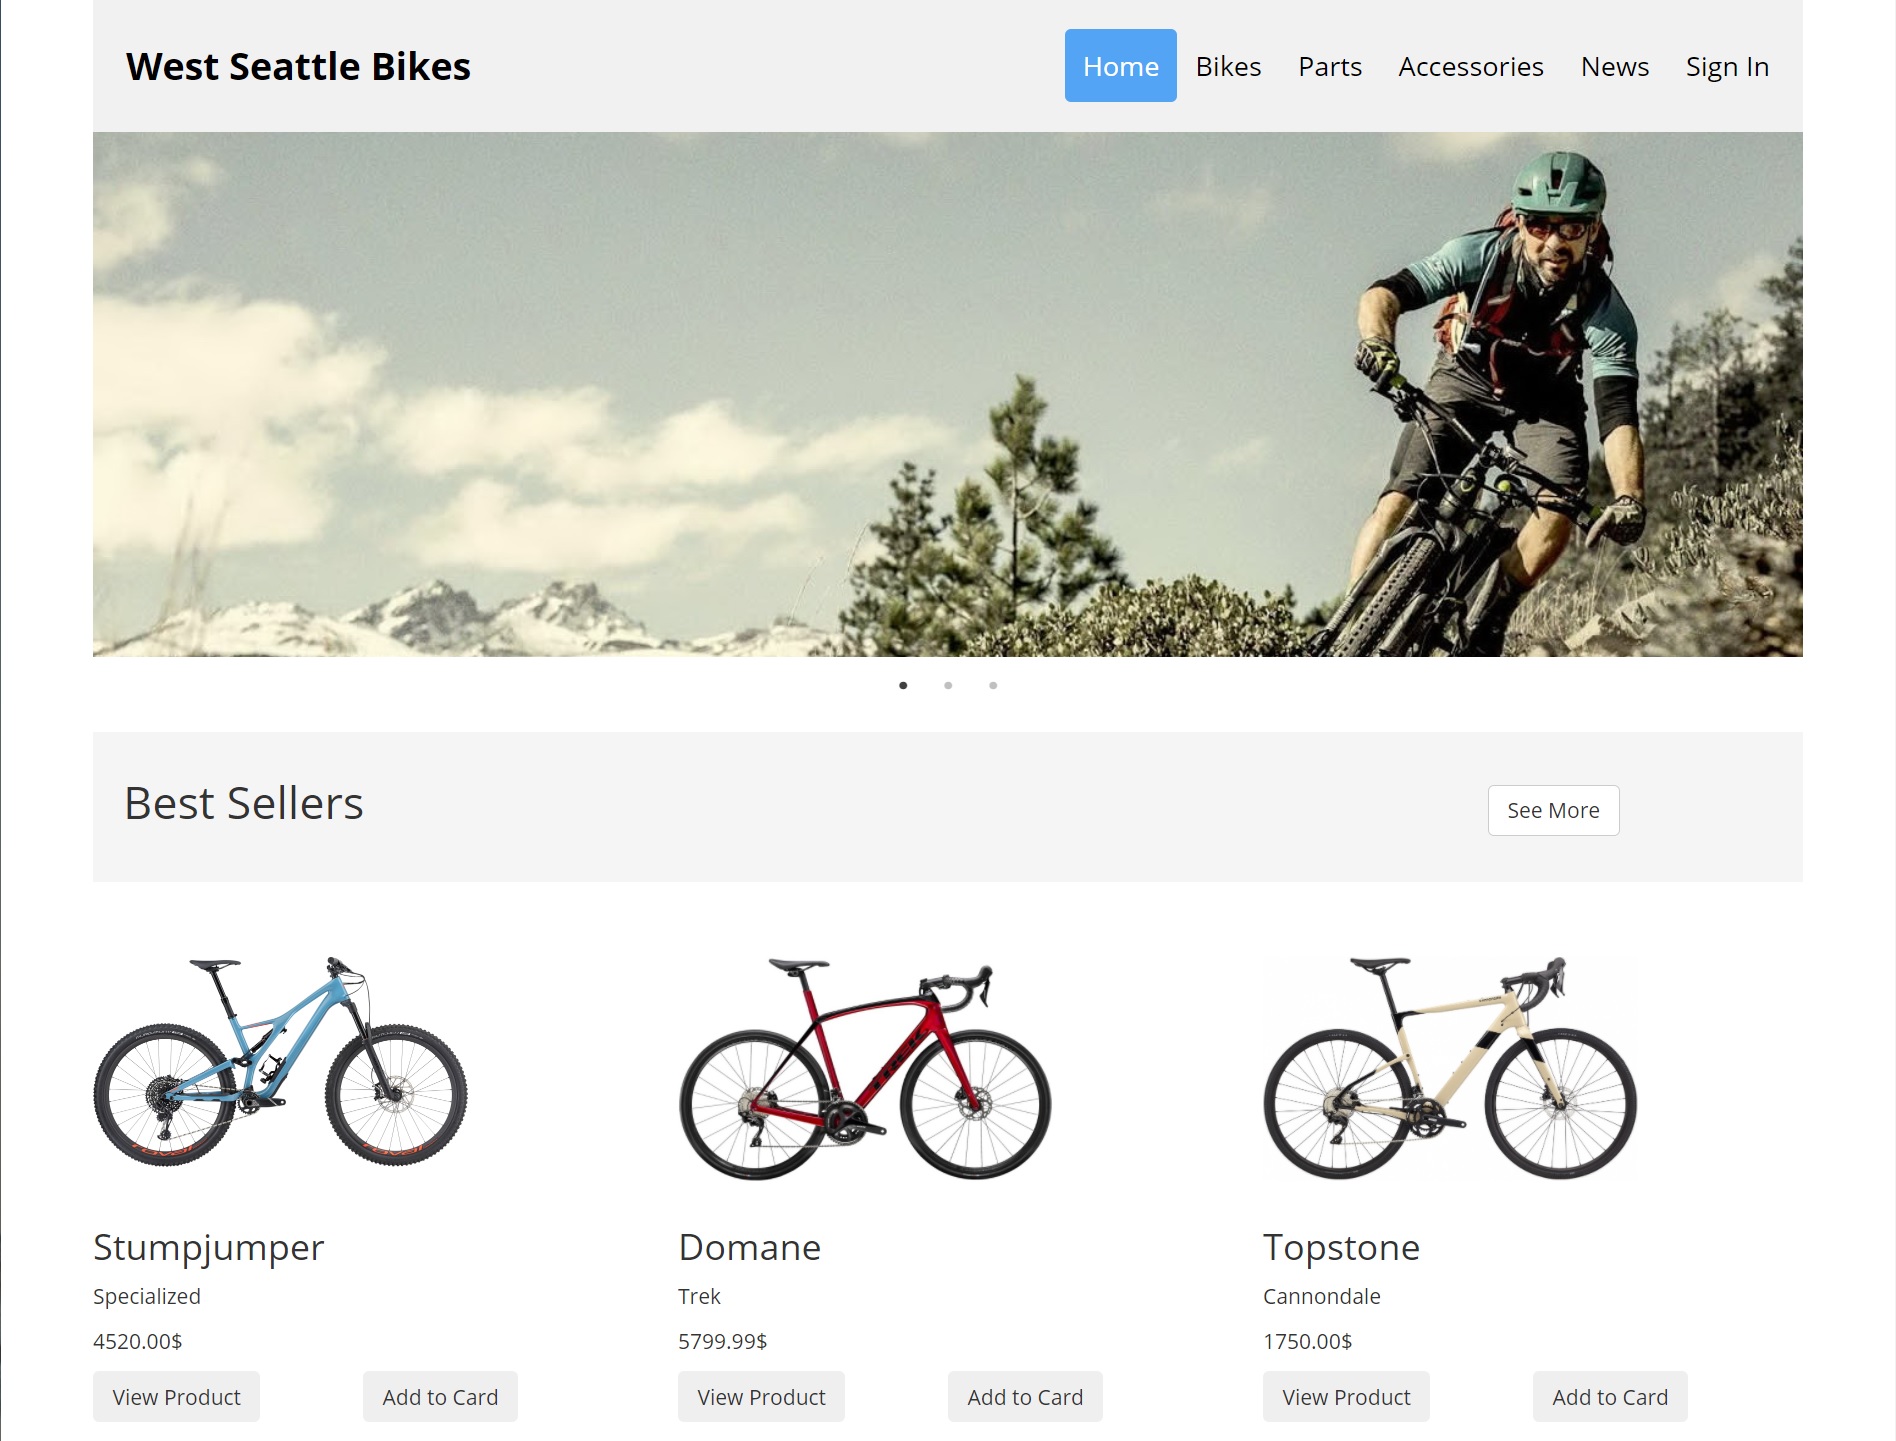 West Seattle Bikes
Home Bikes Parts Accessories News Sign In
Best Sellers
See More
Stumpjumper
Domane
Topstone
Specialized
Trek
Cannondale
4520.00$
5799.99$
1750.00$
View Product Add to Card
View Product Add to Card
View Product Add to Card